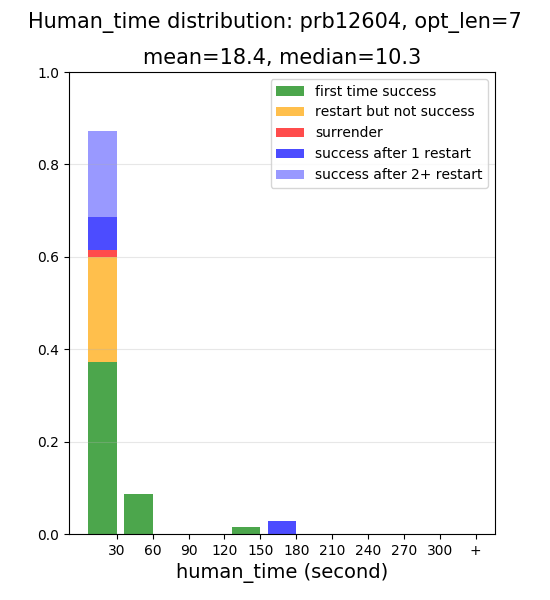 Human_time distribution: prb12604, opt_len=7
mean=18.4, median=10.3
1.0
0.8
0.6
0.4
0.2
0.0
first time success
restart but not success
surrender
success after 1 restart
success after 2+ restart
30 60 90 120 150 180 210 240 270 300 +
human_time (second)